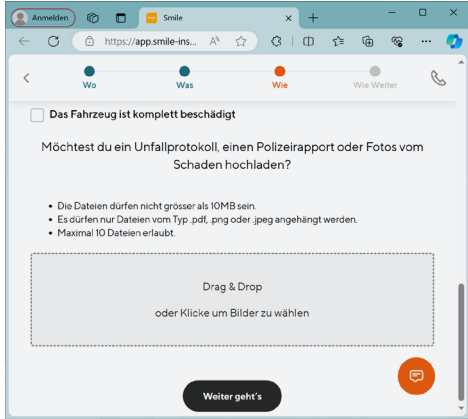 Anmelden
Smile
https://app.smile-ins...
Wo
Was
Wie
Wie Weiter
Das Fahrzeug ist komplett beschädigt
Möchtest du ein Unfallprotokoll, einen Polizeirapport oder Fotos vom
Schaden hochladen?
• Die Dateien dürfen nicht grösser als 10MB sein.
• Es dürfen nur Dateien vom Typ .pdf, .png oder .jpeg angehängt werden.
• Maximal 10 Dateien erlaubt.
Drag & Drop
oder Klicke um Bilder zu wählen
Weiter geht's